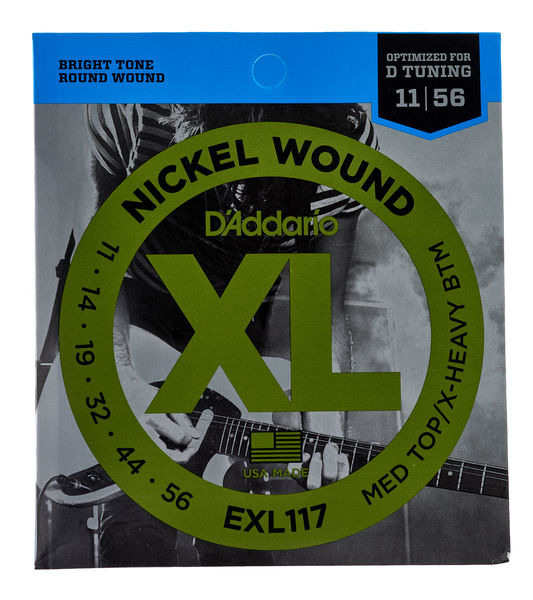 BRIGHT TONE
ROUND WOUND
OPTIMIZED FOR
D TUNING
11|56
NICKEL WOUND
D'Addario
XL
11 · 14 · 19 · 32 · 44 · 56
USA MADE
EXL117
MED TOP/X-HEAVY BTM